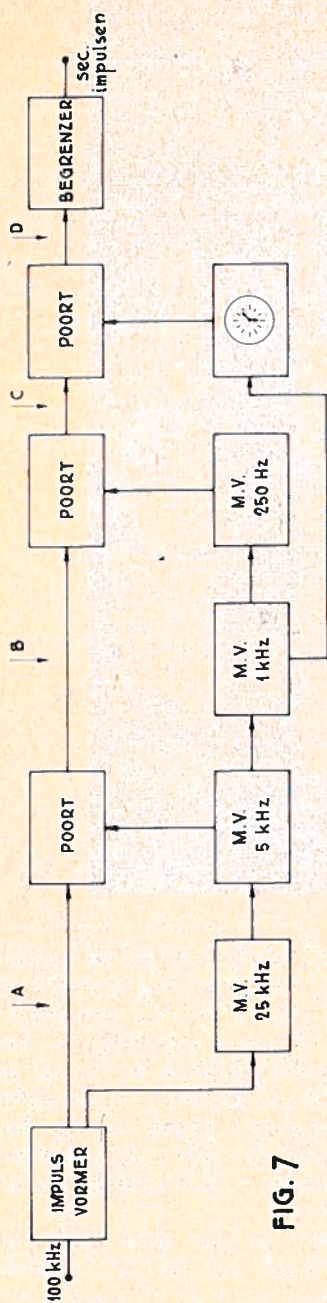 100 kHz
IMPULS
VORMER
A
POORT
B
POORT
C
POORT
D
BEGRENZER
sec.
impulsen
M.V.
25 kHz
M.V.
5 kHz
M.V.
1 kHz
M.V.
250 Hz
FIG. 7